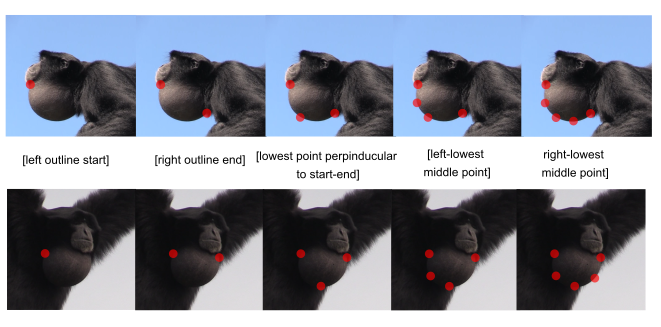 [left outline start]
[right outline end]
[lowest point perpinducular
to start-end]
[left-lowest
middle point]
right-lowest
middle point]